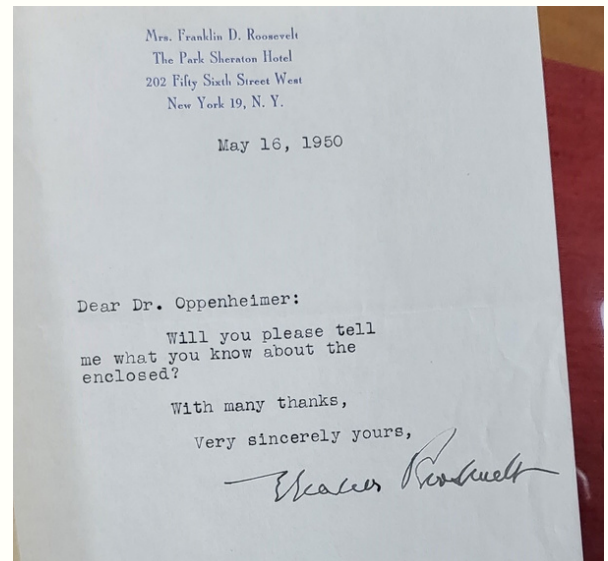 Mrs. Franklin D. Roosevelt
The Park Sheraton Hotel
202 Fifty Sixth Street West
New York 19, N. Y.
May 16, 1950
Dear Dr. Oppenheimer:
Will you please tell
me what you know about the
enclosed?
With many thanks,
Very sincerely yours,
Eleanor Roosevelt